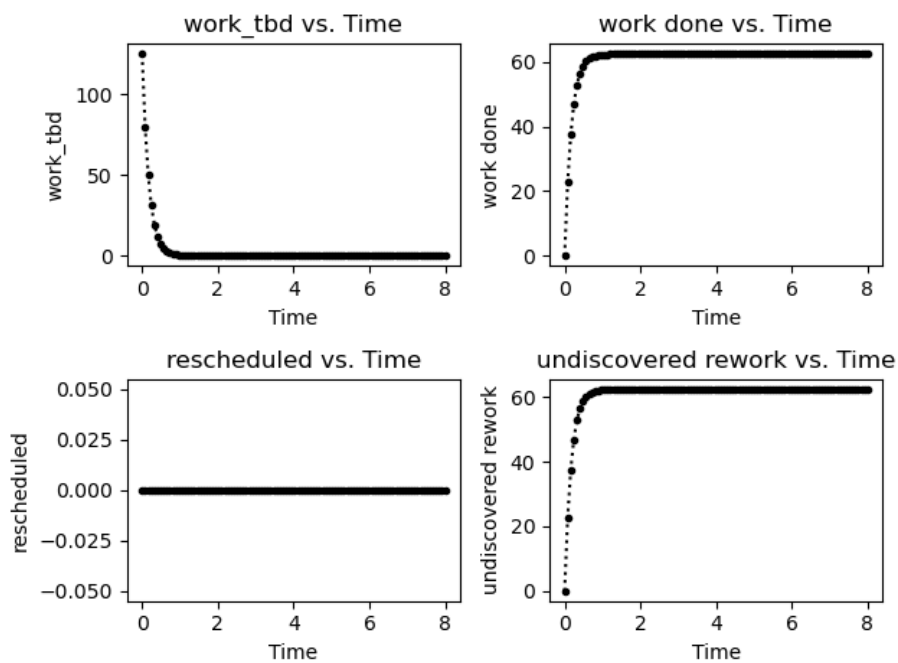 work_tbd vs. Time
work_tbd
100
50
0
0 2 4 6 8
Time
work done vs. Time
work done
60
40
20
0
0 2 4 6 8
Time
rescheduled vs. Time
rescheduled
0.050
0.025
0.000
−0.025
−0.050
0 2 4 6 8
Time
undiscovered rework vs. Time
undiscovered rework
60
40
20
0
0 2 4 6 8
Time